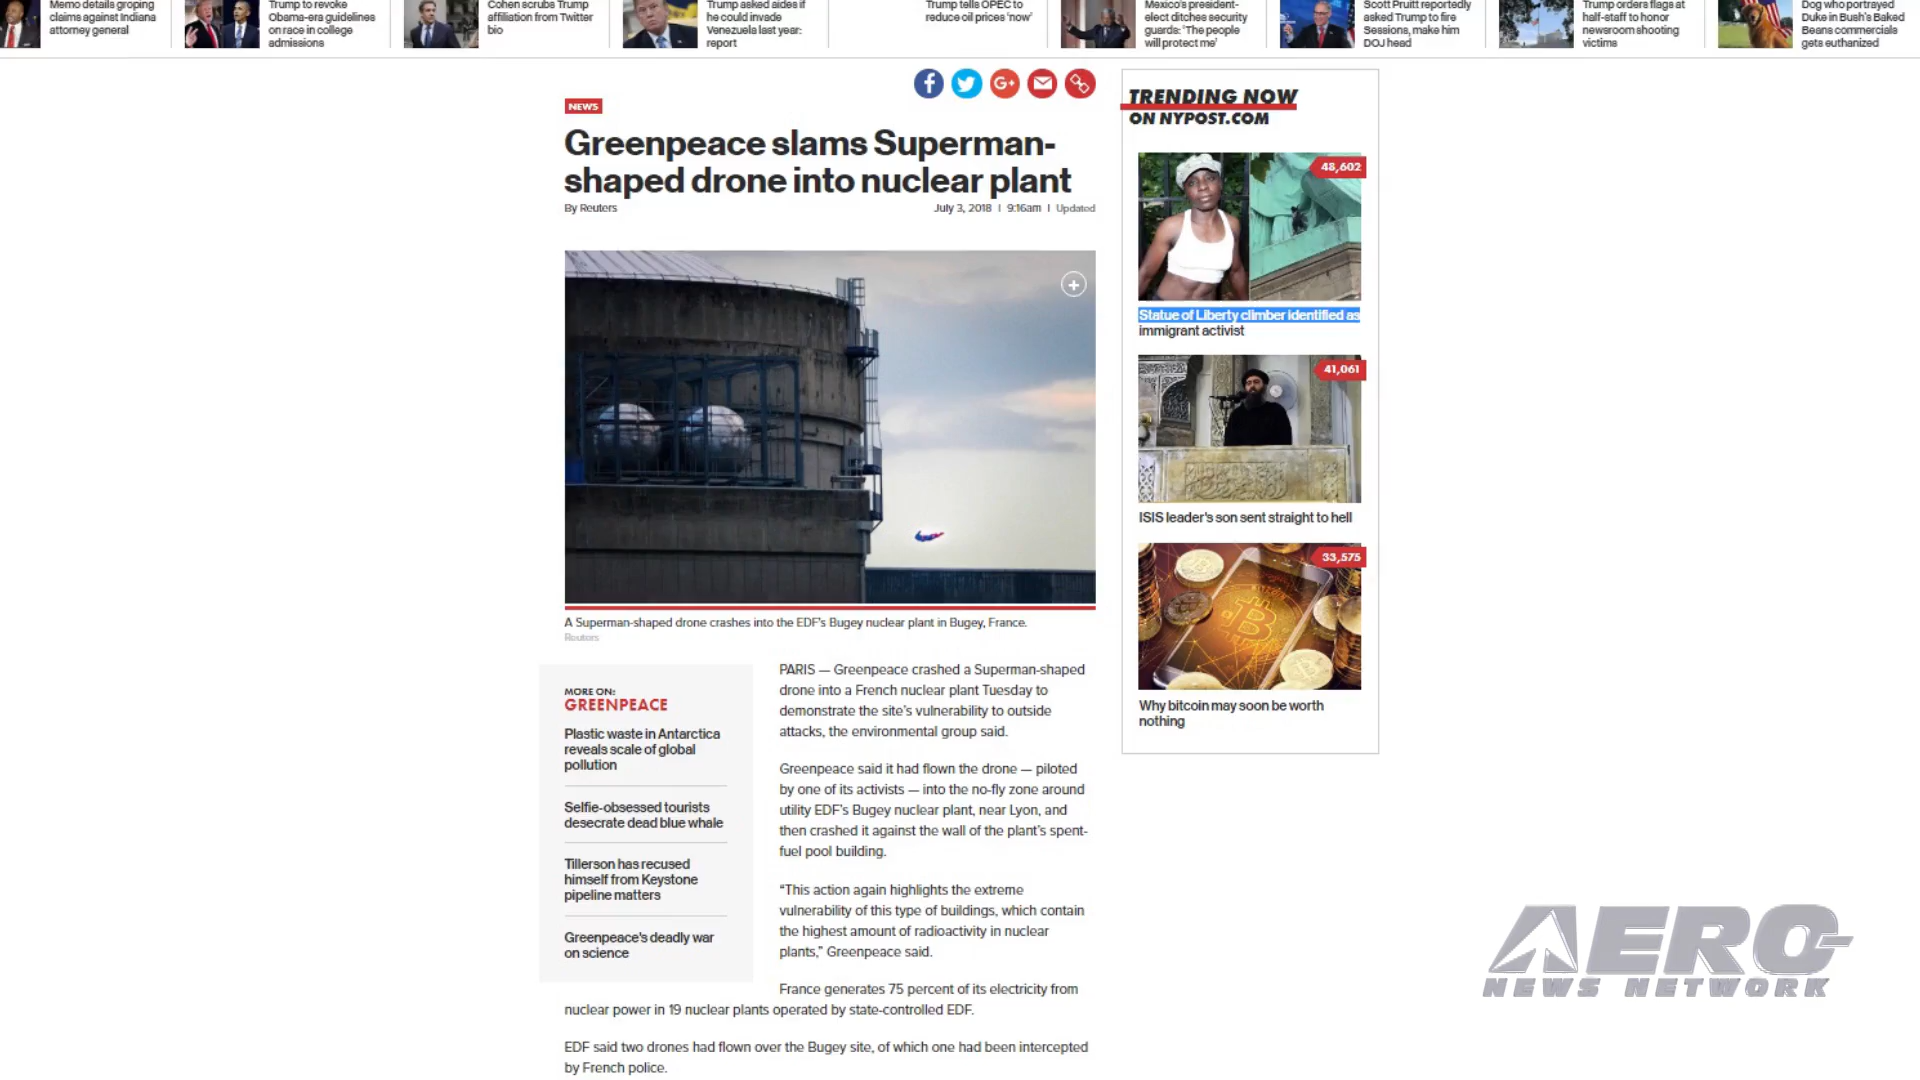 Memo details groping
claims against Indiana
attorney general
Trump to revoke
Obama-era guidelines
on race in college
admissions
Cohen scrubs Trump
affiliation from Twitter
bio
Trump asked aides if
he could invade
Venezuela last year:
report
Trump tells OPEC to
reduce oil prices 'now'
Mexico's president-
elect ditches security
guards: 'The people
will protect me'
Scott Pruitt reportedly
asked Trump to fire
Sessions, make him
DOJ head
Trump orders flags at
half-staff to honor
newsroom shooting
victims
Dog who portrayed
Duke in Bush's Baked
Beans commercials
gets euthanized
NEWS
Greenpeace slams Superman-
shaped drone into nuclear plant
By Reuters
July 3, 2018 | 9:16am | Updated
A Superman-shaped drone crashes into the EDF's Bugey nuclear plant in Bugey, France.
Reuters
MORE ON:
GREENPEACE
Plastic waste in Antarctica
reveals scale of global
pollution
Selfie-obsessed tourists
desecrate dead blue whale
Tillerson has recused
himself from Keystone
pipeline matters
Greenpeace's deadly war
on science
PARIS — Greenpeace crashed a Superman-shaped
drone into a French nuclear plant Tuesday to
demonstrate the site's vulnerability to outside
attacks, the environmental group said.
Greenpeace said it had flown the drone — piloted
by one of its activists — into the no-fly zone around
utility EDF's Bugey nuclear plant, near Lyon, and
then crashed it against the wall of the plant's spent-
fuel pool building.
“This action again highlights the extreme
vulnerability of this type of buildings, which contain
the highest amount of radioactivity in nuclear
plants,” Greenpeace said.
France generates 75 percent of its electricity from
nuclear power in 19 nuclear plants operated by state-controlled EDF.
EDF said two drones had flown over the Bugey site, of which one had been intercepted
by French police.
TRENDING NOW
ON NYPOST.COM
48,602
Statue of Liberty climber identified as
immigrant activist
41,061
ISIS leader's son sent straight to hell
33,575
Why bitcoin may soon be worth
nothing
AERO-
NEWS NETWORK